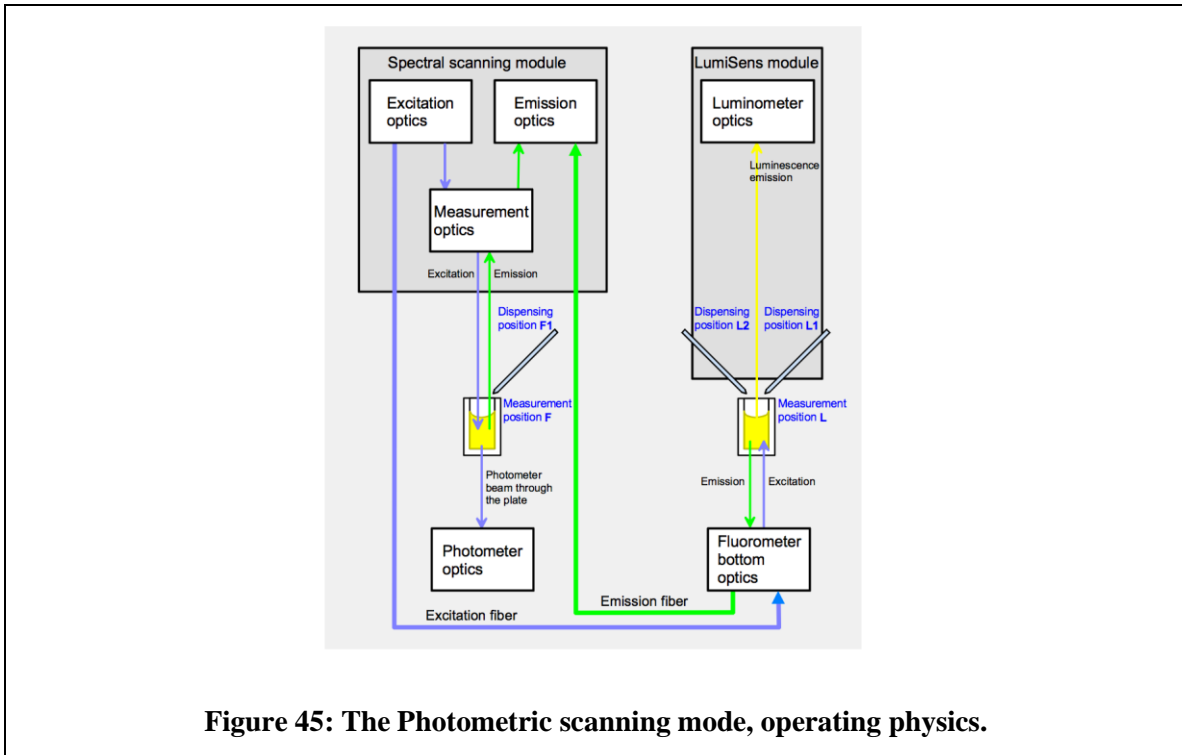 Spectral scanning module
Excitation
optics
Emission
optics
Measurement
optics
Excitation
Emission
Dispensing
position F1
Measurement
position F
Photometer
beam through
the plate
Photometer
optics
Excitation fiber
LumiSens module
Luminometer
optics
Luminescence
emission
Dispensing
position L2
Dispensing
position L1
Measurement
position L
Emission
Excitation
Fluorometer
bottom
optics
Emission fiber
Figure 45: The Photometric scanning mode, operating physics.